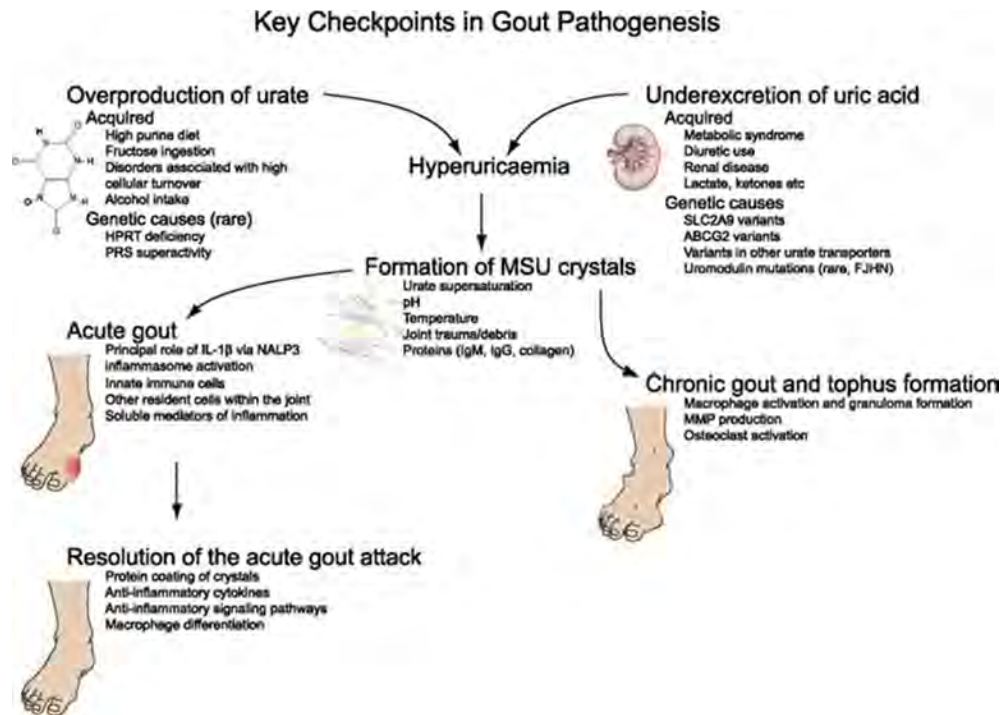 Key Checkpoints in Gout Pathogenesis
Overproduction of urate
Acquired
High purine diet
Fructose ingestion
Disorders associated with high
cellular turnover
Alcohol intake
Genetic causes (rare)
HPRT deficiency
PRS superactivity
Underexcretion of uric acid
Acquired
Metabolic syndrome
Diuretic use
Renal disease
Lactate, ketones etc
Genetic causes
SLC2A9 variants
ABCG2 variants
Variants in other urate transporters
Uromodulin mutations (rare, FJHN)
Hyperuricaemia
Formation of MSU crystals
Urate supersaturation
pH
Temperature
Joint trauma/debris
Proteins (IgM, IgG, collagen)
Acute gout
Principal role of IL-1β via NALP3
inflammasome activation
Innate immune cells
Other resident cells within the joint
Soluble mediators of inflammation
Chronic gout and tophus formation
Macrophage activation and granuloma formation
MMP production
Osteoclast activation
Resolution of the acute gout attack
Protein coating of crystals
Anti-inflammatory cytokines
Anti-inflammatory signaling pathways
Macrophage differentiation